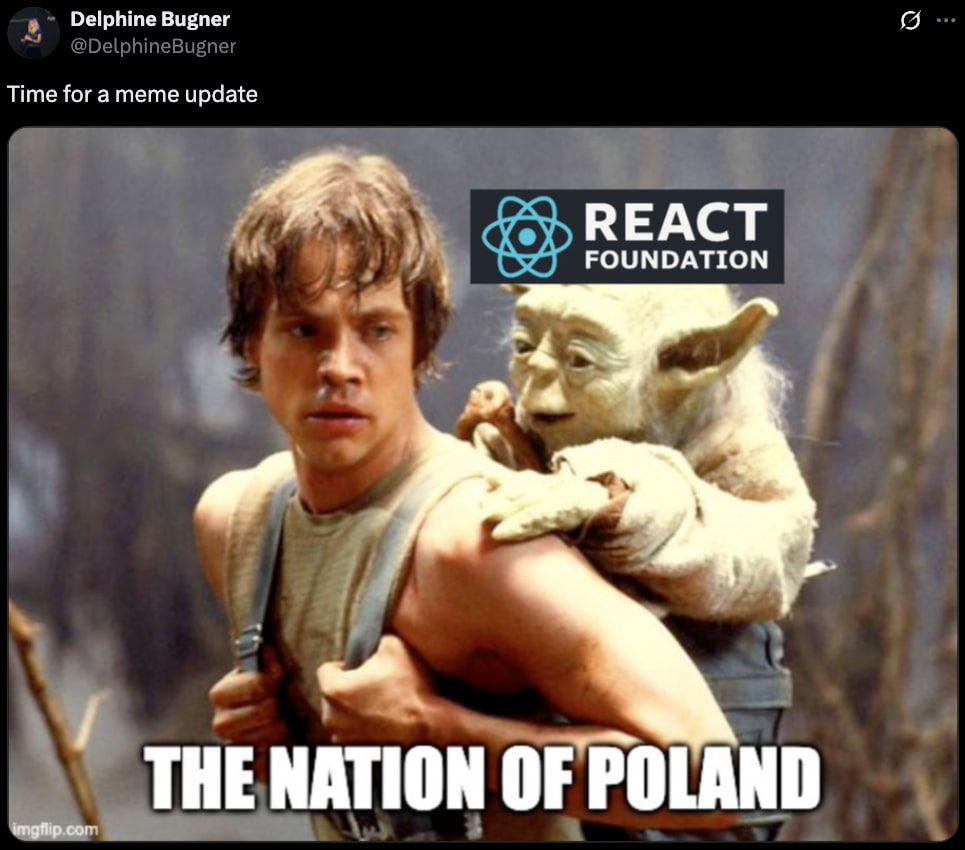 Delphine Bugner
@DelphineBugner
Time for a meme update
REACT
FOUNDATION
THE NATION OF POLAND
imgflip.com